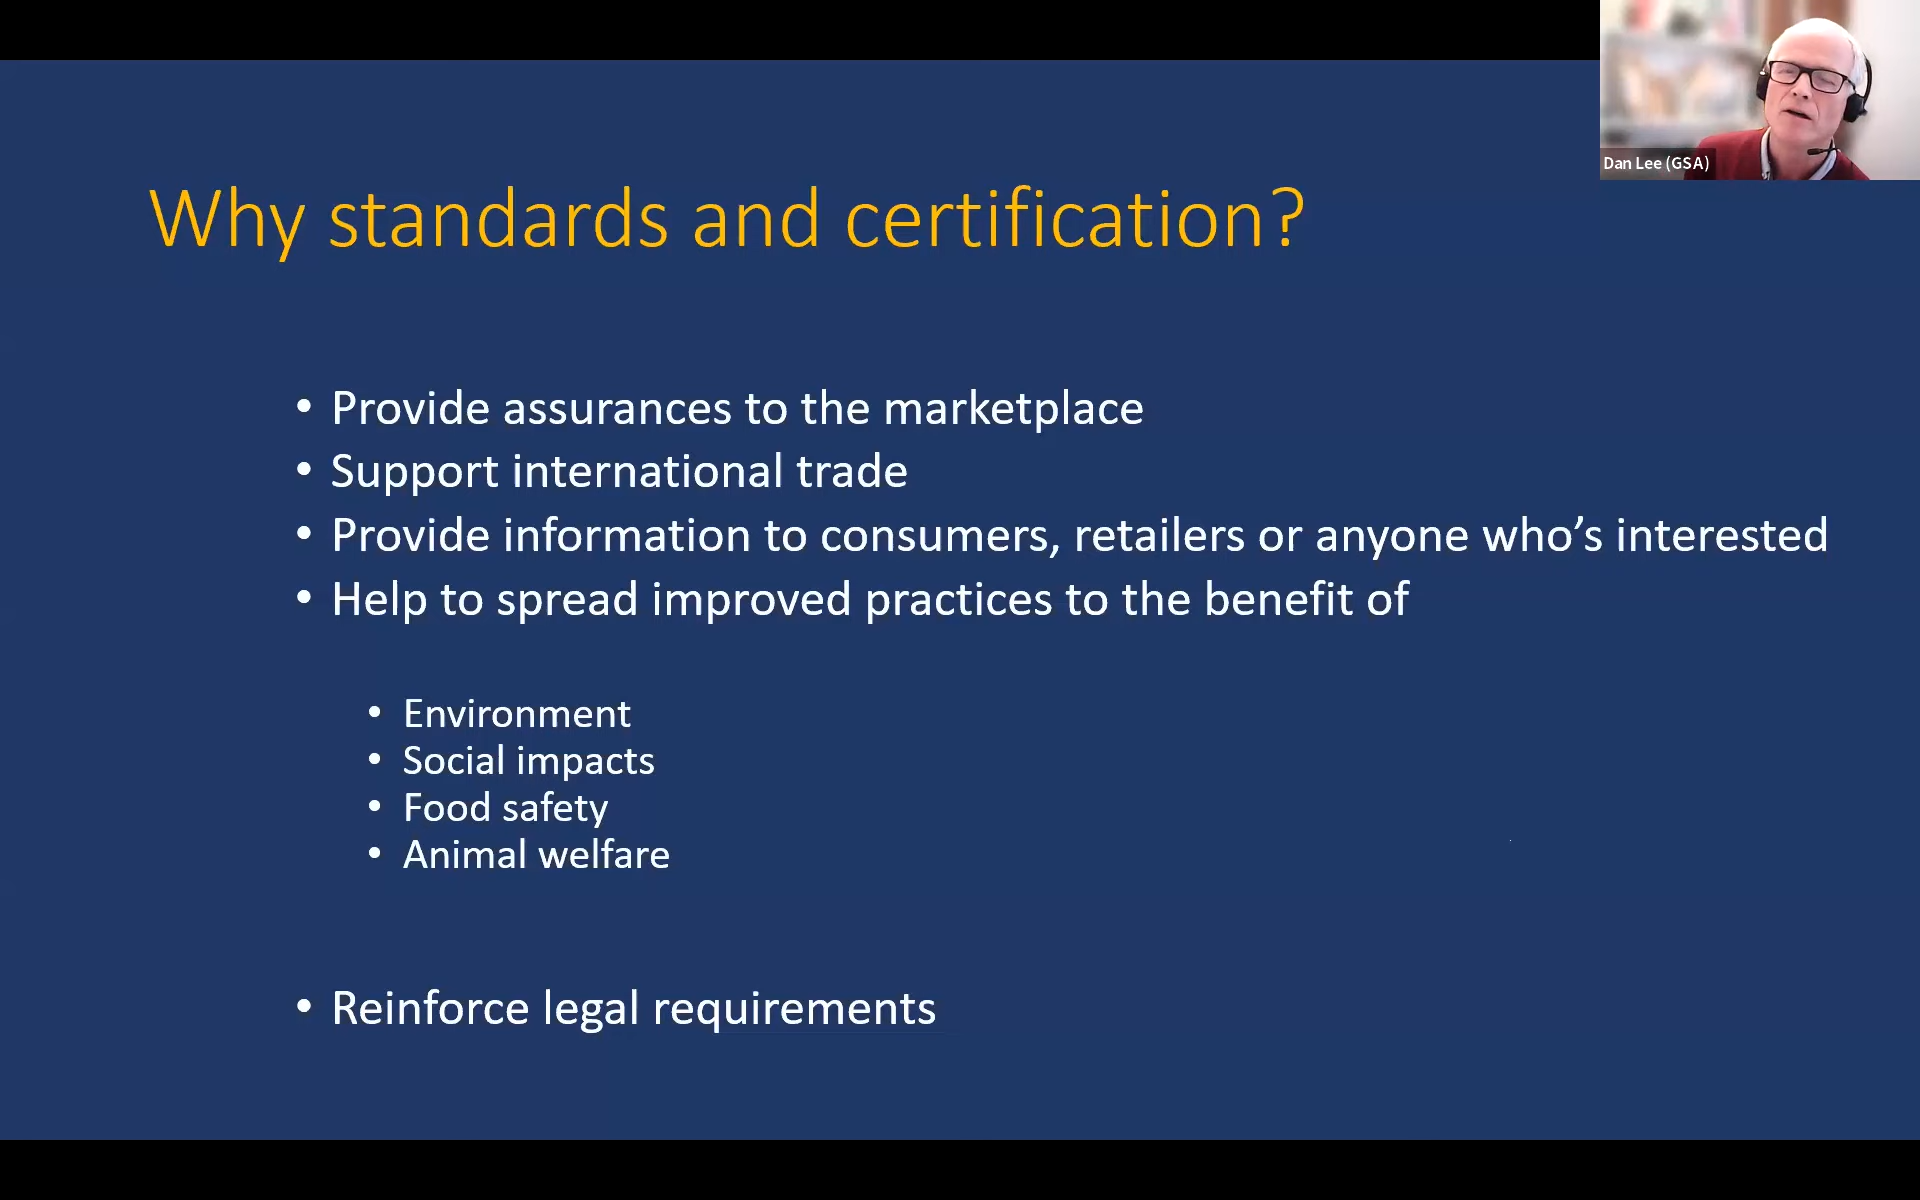 Dan Lee (GSA)
Why standards and certification?
• Provide assurances to the marketplace
• Support international trade
• Provide information to consumers, retailers or anyone who’s interested
• Help to spread improved practices to the benefit of
• Environment
• Social impacts
• Food safety
• Animal welfare
• Reinforce legal requirements